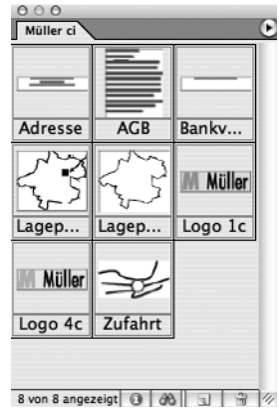 Müller ci
Adresse AGB Bankv...
M Müller
Lagep... Lagep... Logo 1c
M Müller
Logo 4c Zufahrt
8 von 8 angezeigt